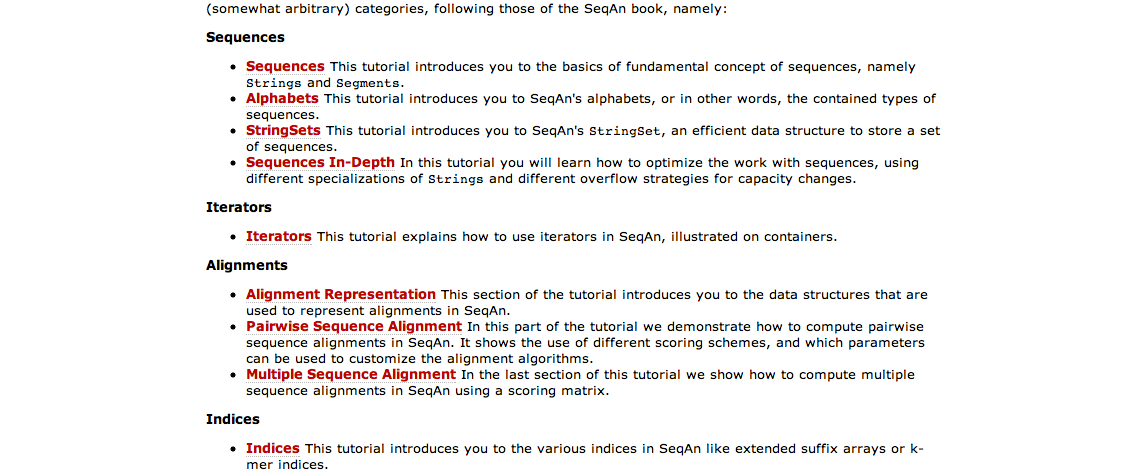 (somewhat arbitrary) categories, following those of the SeqAn book, namely:
Sequences
• Sequences This tutorial introduces you to the basics of fundamental concept of sequences, namely
Strings and Segments.
• Alphabets This tutorial introduces you to SeqAn's alphabets, or in other words, the contained types of
sequences.
• StringSets This tutorial introduces you to SeqAn's StringSet, an efficient data structure to store a set
of sequences.
• Sequences In-Depth In this tutorial you will learn how to optimize the work with sequences, using
different specializations of Strings and different overflow strategies for capacity changes.
Iterators
• Iterators This tutorial explains how to use iterators in SeqAn, illustrated on containers.
Alignments
• Alignment Representation This section of the tutorial introduces you to the data structures that are
used to represent alignments in SeqAn.
• Pairwise Sequence Alignment In this part of the tutorial we demonstrate how to compute pairwise
sequence alignments in SeqAn. It shows the use of different scoring schemes, and which parameters
can be used to customize the alignment algorithms.
• Multiple Sequence Alignment In the last section of this tutorial we show how to compute multiple
sequence alignments in SeqAn using a scoring matrix.
Indices
• Indices This tutorial introduces you to the various indices in SeqAn like extended suffix arrays or k-
mer indices.